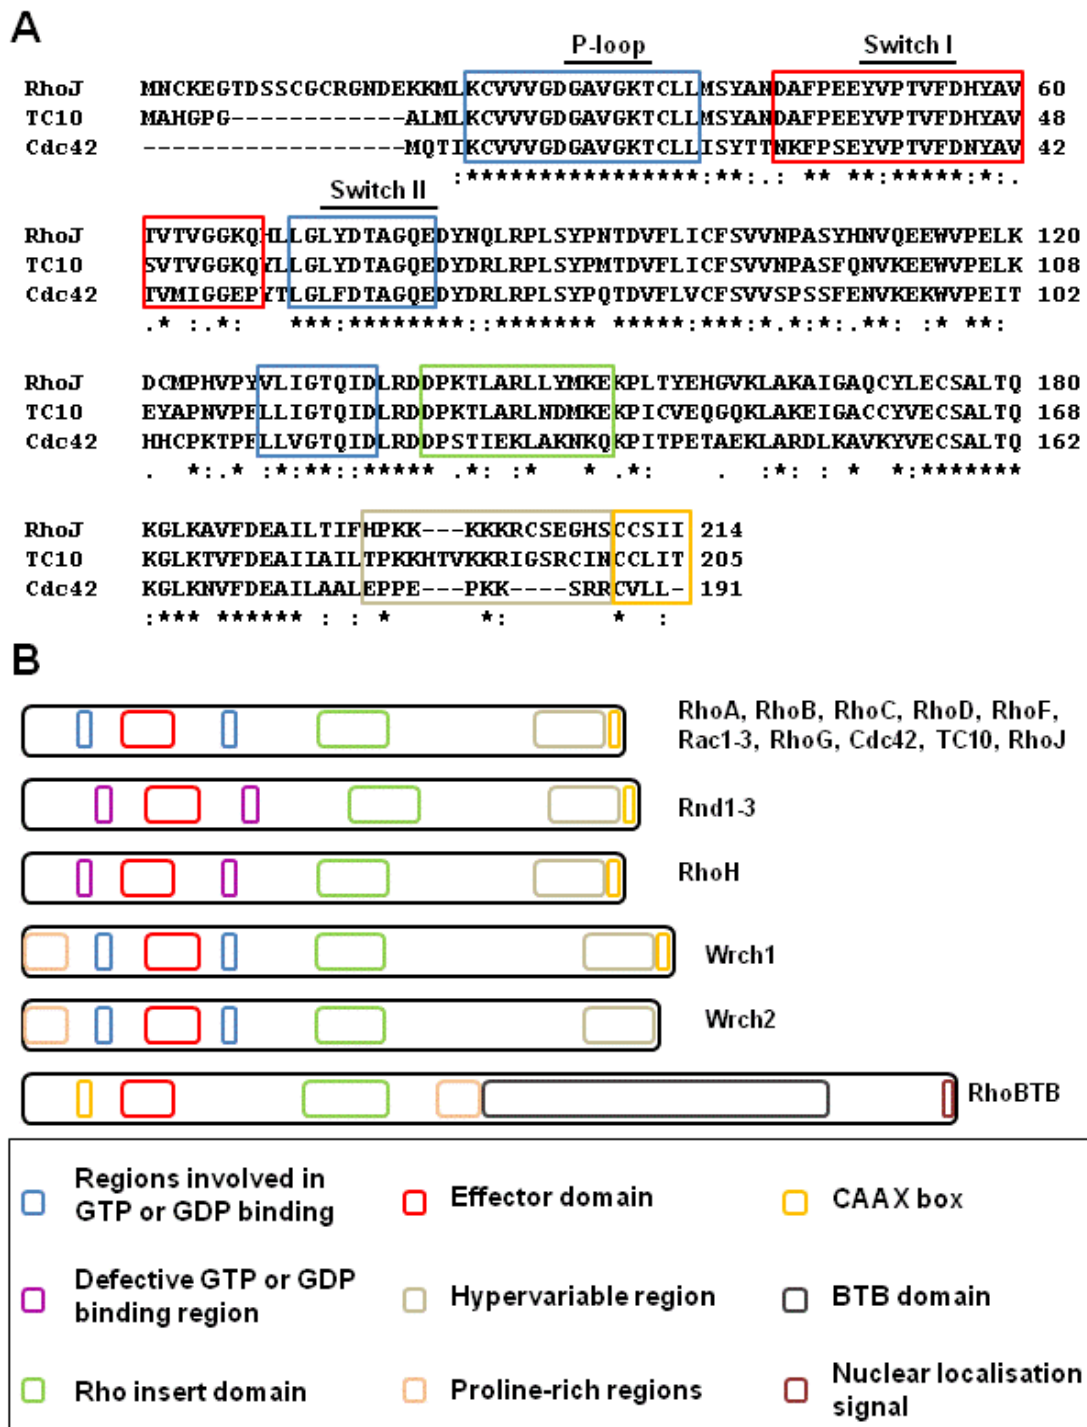 A
P-loop Switch I
RhoJ MNCKEGTDSSCGCRGNDEKKMLKCVVVGDGAVGKTCLLMSYANDAFPEEYVPTVFDHYAV 60
TC10 MAHGPG------------ALMLKCVVVGDGAVGKTCLLMSYANDAFPEEYVPTVFDHYAV 48
Cdc42 ------------------MQTIKCVVVGDGAVGKTCLLISYTTNKFPSEYVPTVFDNYAV 42
:****************:**:.: ** **:*****:*:.
Switch II
RhoJ TVTVGGKQHLLGLYDTAGQEDYNQLRPLSYPNTDVFLICFSVVNPASYHNVQEEWVPELK 120
TC10 SVTVGGKQYLLGLYDTAGQEDYDRLRPLSYPMTDVFLICFSVVNPASFQNVKEEWVPELK 108
Cdc42 TVMIGGEPYTLGLFDTAGQEDYDRLRPLSYPQTDVFLVCFSVVSPSSFENVKEKWVPEIT 102
.* :.*: ***:********::******* *****:*****:*.*:*:.**:*:****:
RhoJ DCMPHVPYVLIGTQIDLRDDPKTLARLLYMKEKPLTYEHGVKLAKAIGAQCYLECSALTQ 180
TC10 EYAPNVPFLLIGTQIDLRDDPKTLARLNDMKEKPICVEQGQKLAKEIGACCYVECSALTQ 168
Cdc42 HHCPKTPFLLVGTQIDLRDDPSTIEKLAKNKQKPITPETAEKLARDLKAVKYVECSALTQ 162
. *:.*:*:**********.*: :* *:**: * . ***: : * *:*******
RhoJ KGLKAVFDEAILTIFHPKK---KKKRCSEGHSCCSII 214
TC10 KGLKTVFDEAILAILTPKKHTVKKRIGSRCINCCLIT 205
Cdc42 KGLKNVFDEAILAALEPPE---PKK----SRRCVLL- 191
:*** ****** : : * *: * :
B
RhoA, RhoB, RhoC, RhoD, RhoF,
Rac1-3, RhoG, Cdc42, TC10, RhoJ
Rnd1-3
RhoH
Wrch1
Wrch2
RhoBTB
Regions involved in GTP or GDP binding
Effector domain
CAAX box
Defective GTP or GDP binding region
Hypervariable region
BTB domain
Rho insert domain
Proline-rich regions
Nuclear localisation signal